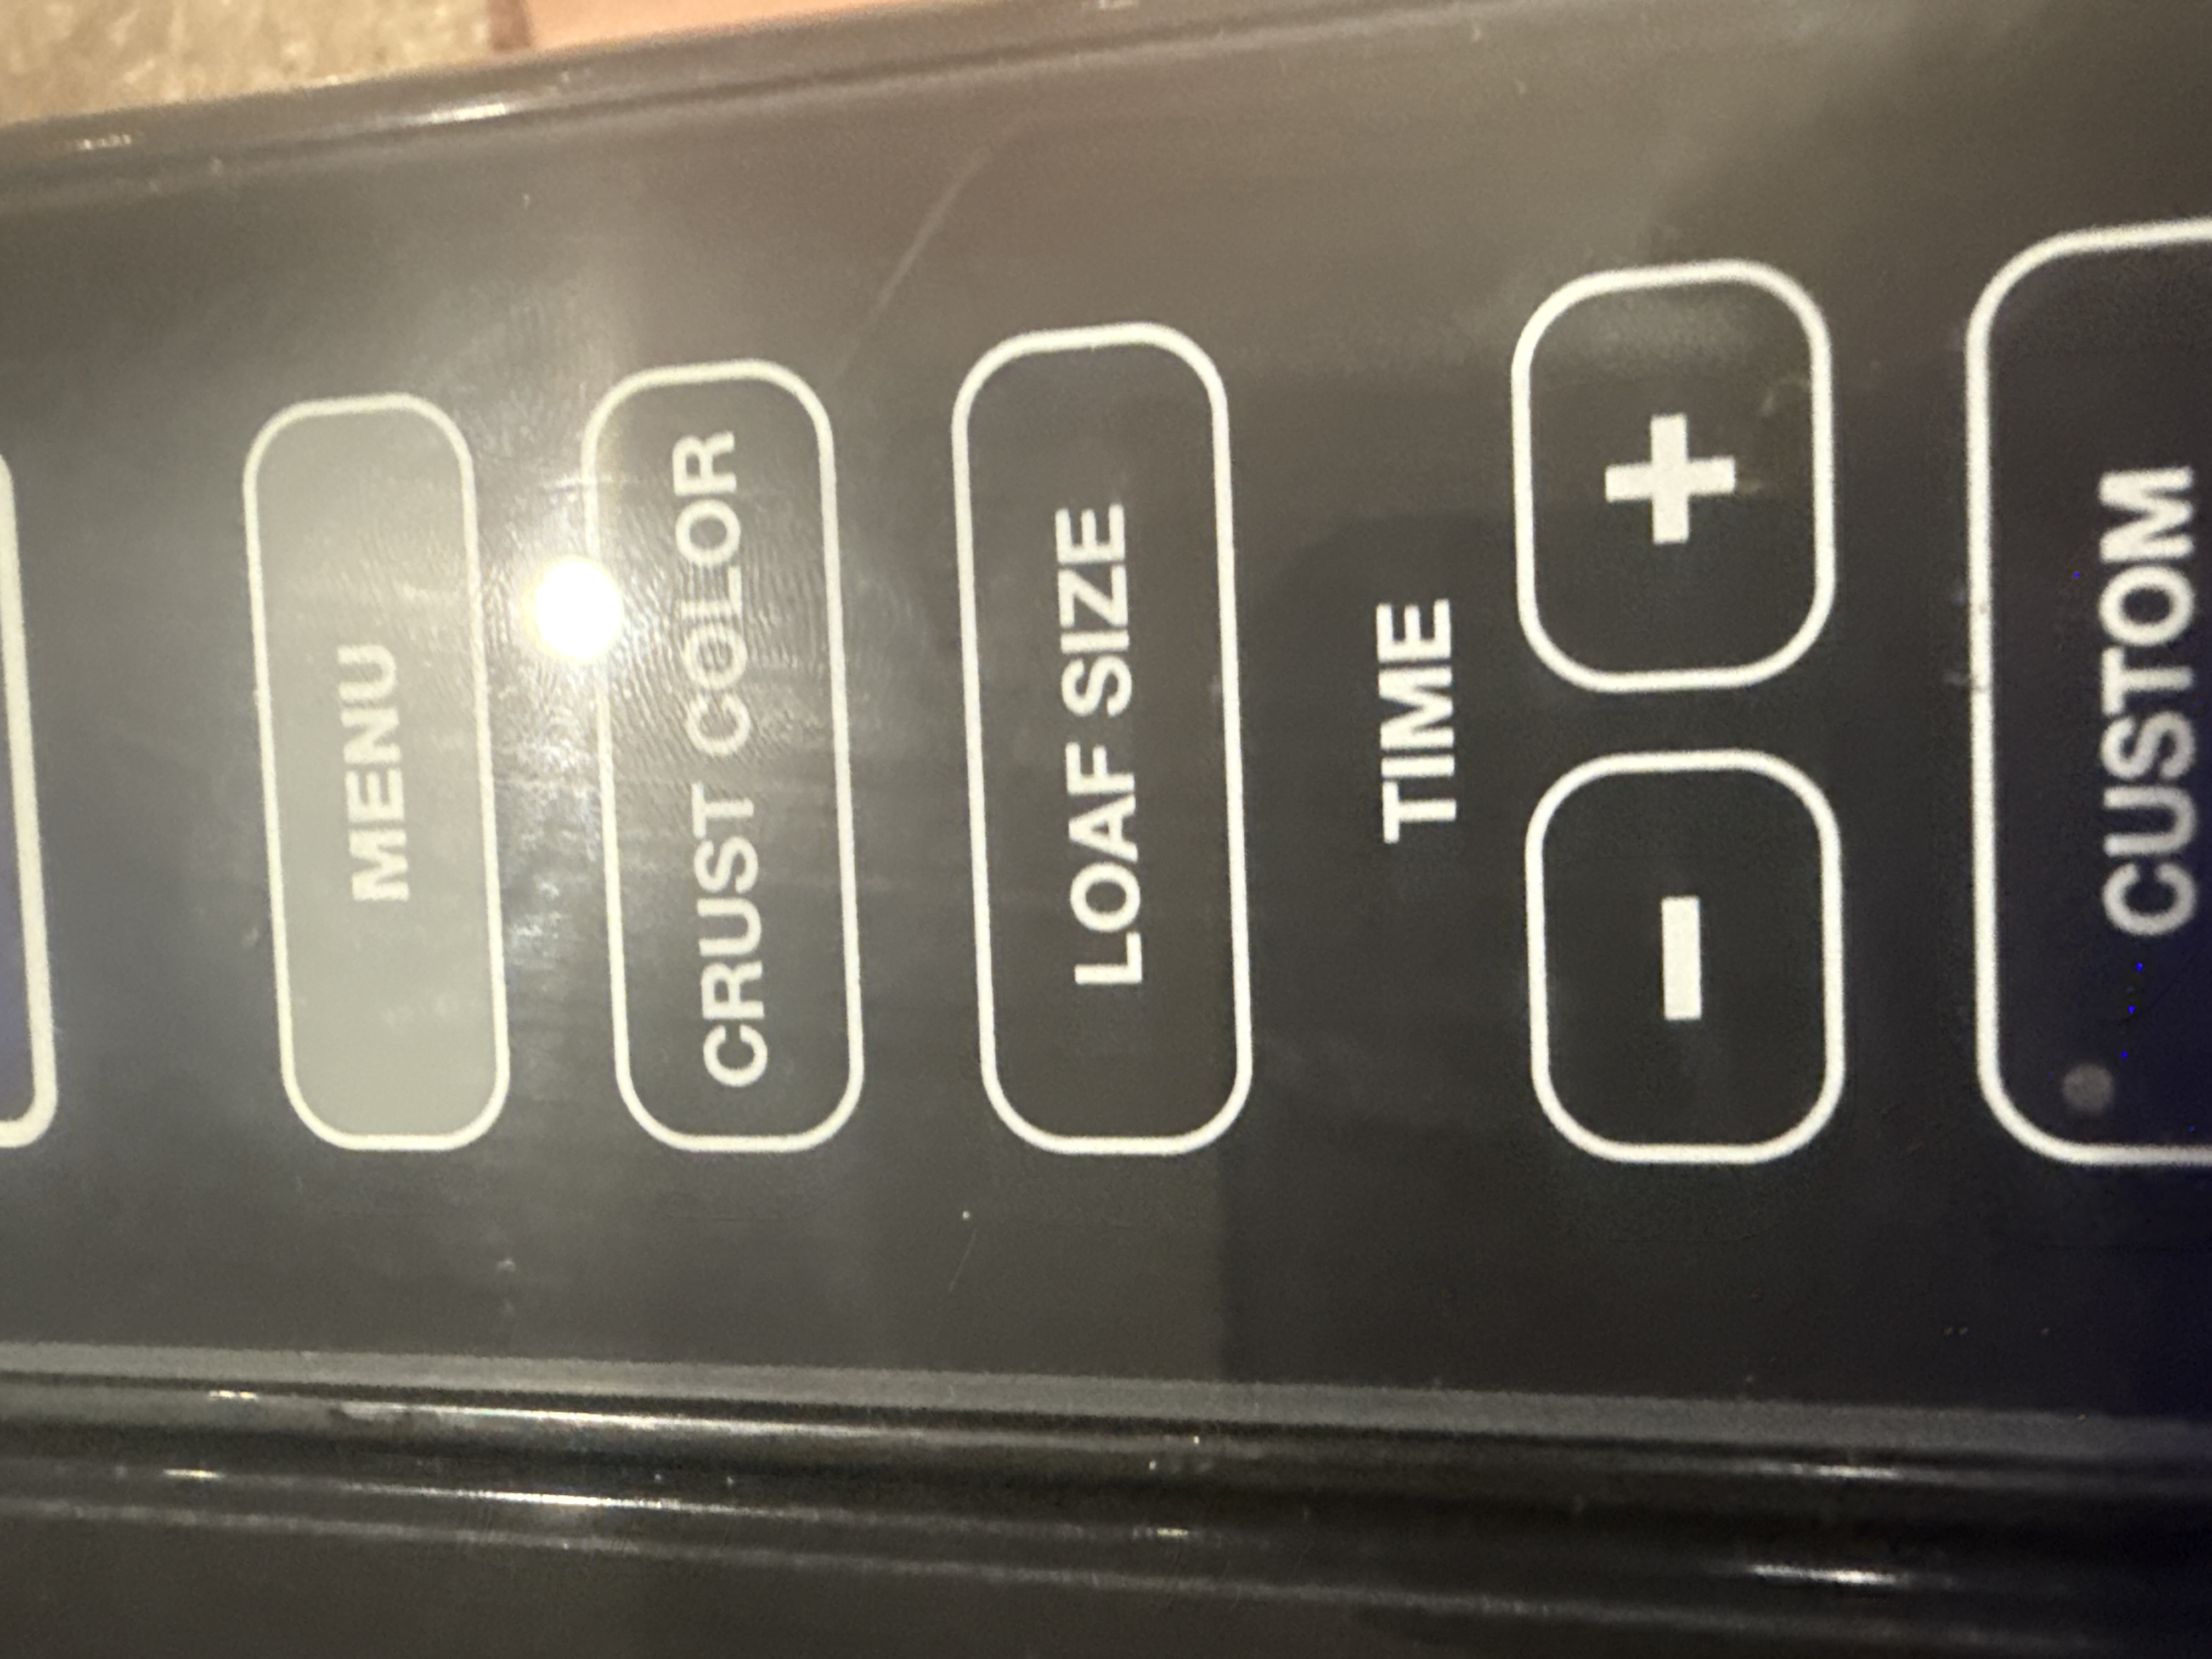 MENU
CRUST COLOR
LOAF SIZE
TIME
- +
CUSTOM